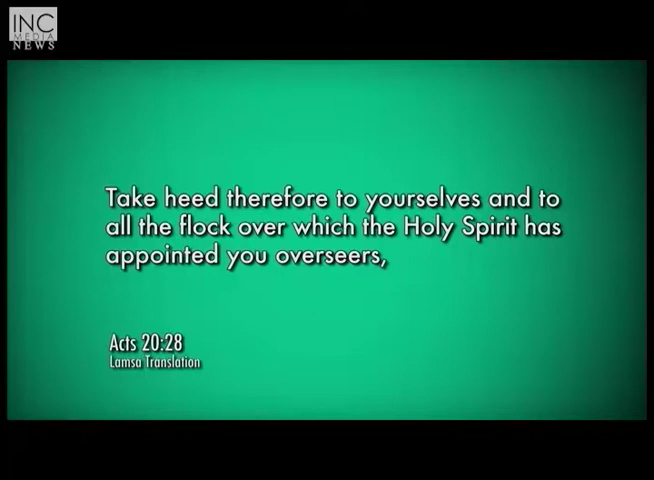 INC
MEDIA
NEWS
Take heed therefore to yourselves and to
all the flock over which the Holy Spirit has
appointed you overseers,
Acts 20:28
Lamsa Translation